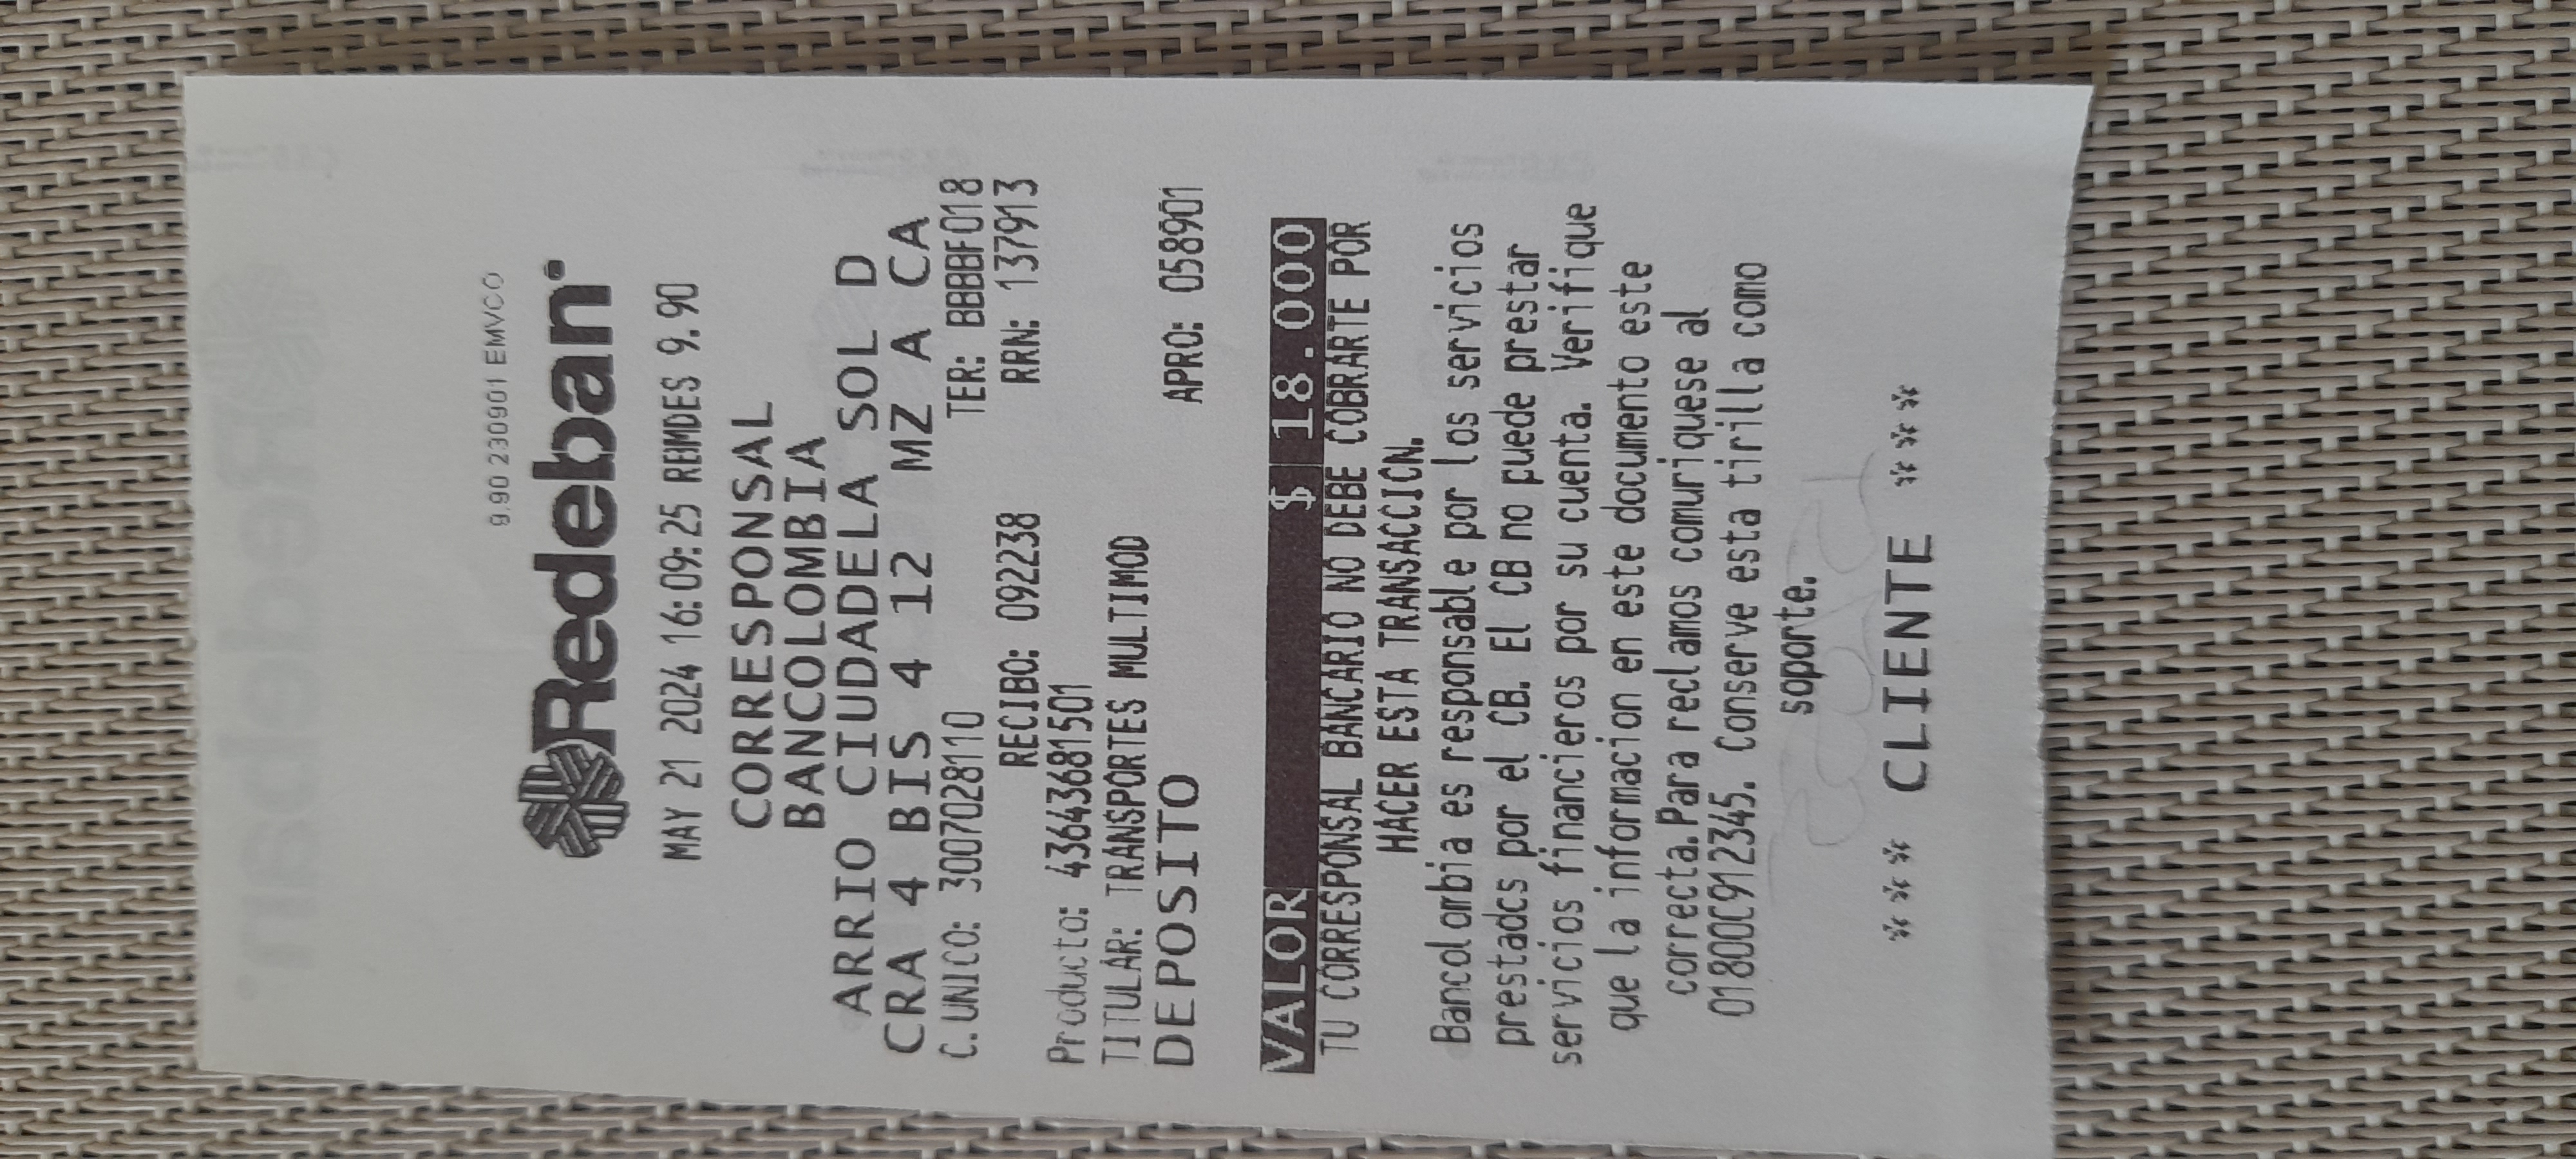 9.90 230901 EMVCO
Redeban
MAY 21 2024 16:09:25 REIMDES 9.90
CORRESPONSAL
BANCOLOMBIA
ARRIO CIUDADELA SOL D
CRA 4 BIS 4 12 MZ A CA
C.UNICO: 3007028110 TER: BBBBF018
RECIBO: 092238 RRN: 137913
Producto: 43643681501
TITULAR: TRANSPORTES MULTIMOD
DEPOSITO APRO: 058901
VALOR $ 18.000
TU CORRESPONSAL BANCARIO NO DEBE COBRARTE POR
HACER ESTA TRANSACCION.
Bancolombia es responsable por los servicios
prestados por el CB. El CB no puede prestar
servicios financieros por su cuenta. Verifique
que la informacion en este documento este
correcta.Para reclamos comuniquese al
01800C912345. Conserve esta tirilla como
soporte.
*** CLIENTE ***